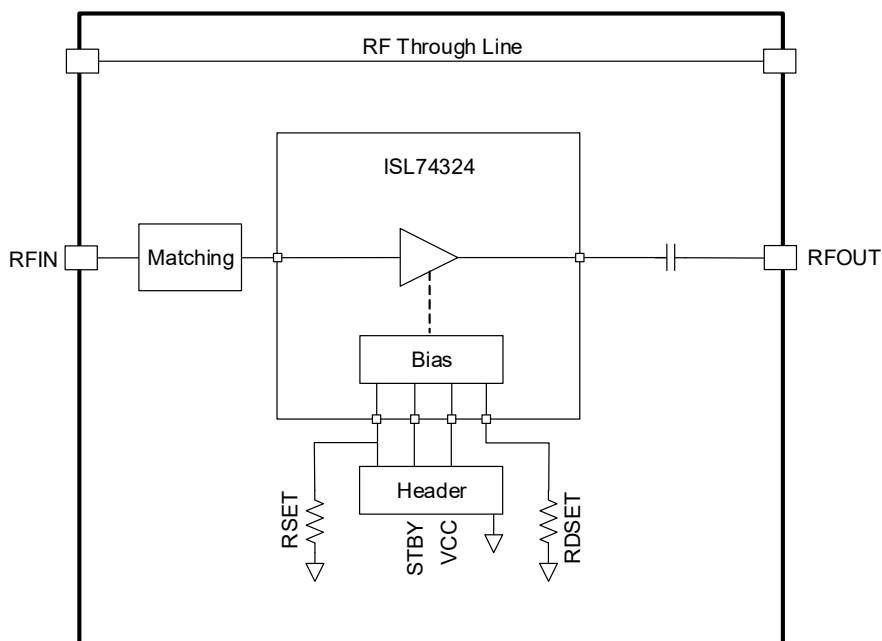 RF Through Line
ISL74324
RFIN
Matching
RFOUT
Bias
Header
RSET
STBY
VCC
RDSET